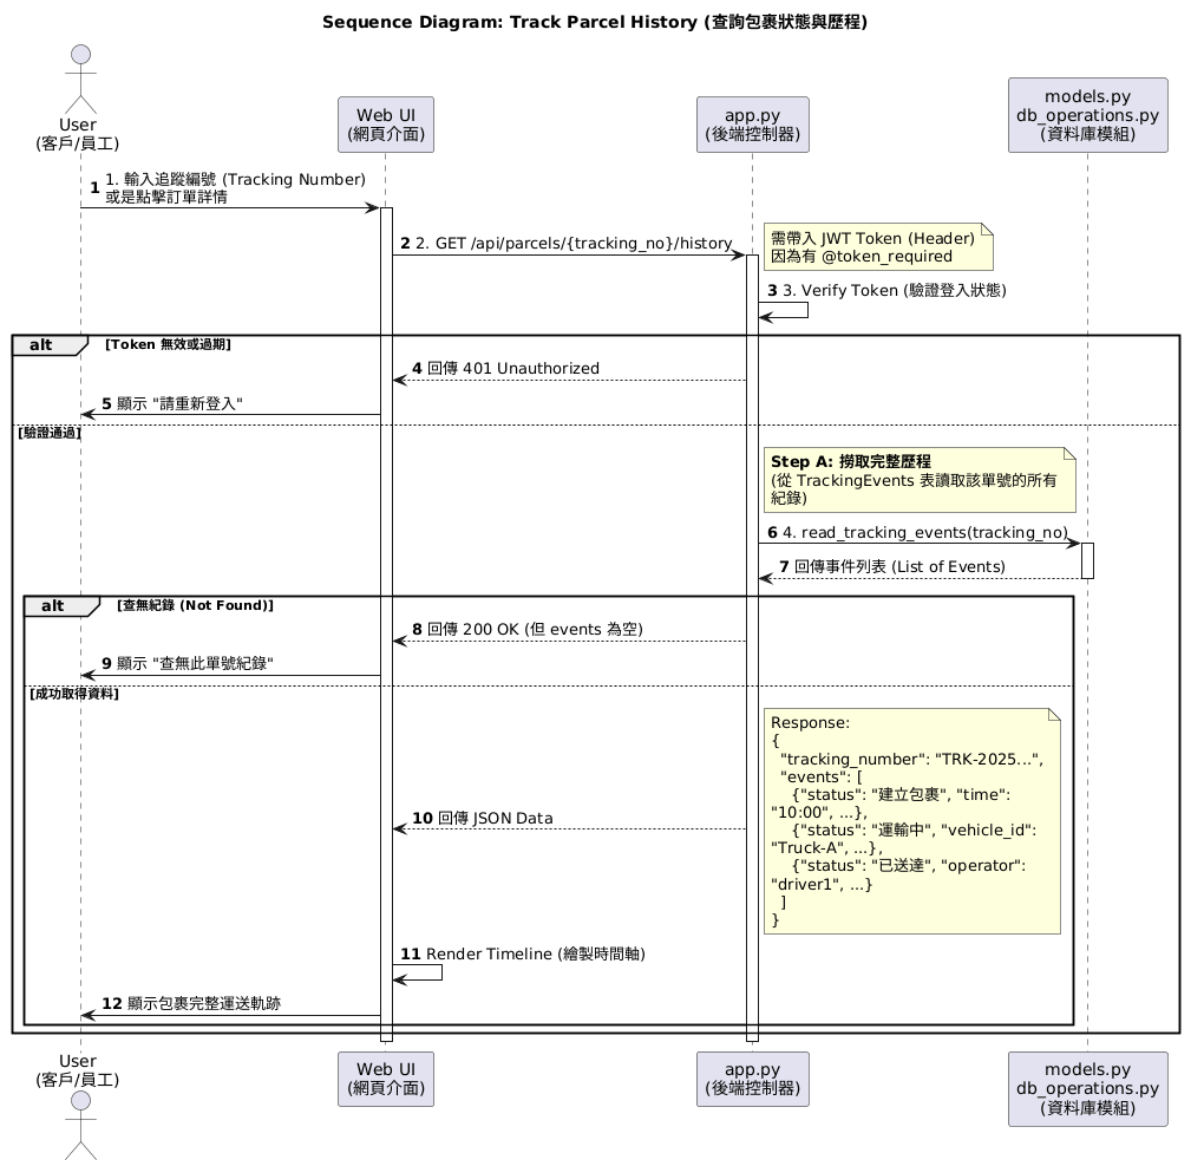 Sequence Diagram: Track Parcel History (查詢包裹狀態與歷程)
User
(客戶/員工)
Web UI
(網頁介面)
app.py
(後端控制器)
models.py
db_operations.py
(資料庫模組)
1 1. 輸入追蹤編號 (Tracking Number)
或是點擊訂單詳情
2 2. GET /api/parcels/{tracking_no}/history
需帶入 JWT Token (Header)
因為有 @token_required
3 3. Verify Token (驗證登入狀態)
alt [Token 無效或過期]
4 回傳 401 Unauthorized
5 顯示 "請重新登入"
[驗證通過]
Step A: 撈取完整歷程
(從 TrackingEvents 表讀取該單號的所有
紀錄)
6 4. read_tracking_events(tracking_no)
7 回傳事件列表 (List of Events)
alt [查無紀錄 (Not Found)]
8 回傳 200 OK (但 events 為空)
9 顯示 "查無此單號紀錄"
[成功取得資料]
Response:
{
"tracking_number": "TRK-2025...",
"events": [
{"status": "建立包裹", "time":
"10:00", ...},
{"status": "運輸中", "vehicle_id":
"Truck-A", ...},
{"status": "已送達", "operator":
"driver1", ...}
]
}
10 回傳 JSON Data
11 Render Timeline (繪製時間軸)
12 顯示包裹完整運送軌跡
User
(客戶/員工)
Web UI
(網頁介面)
app.py
(後端控制器)
models.py
db_operations.py
(資料庫模組)